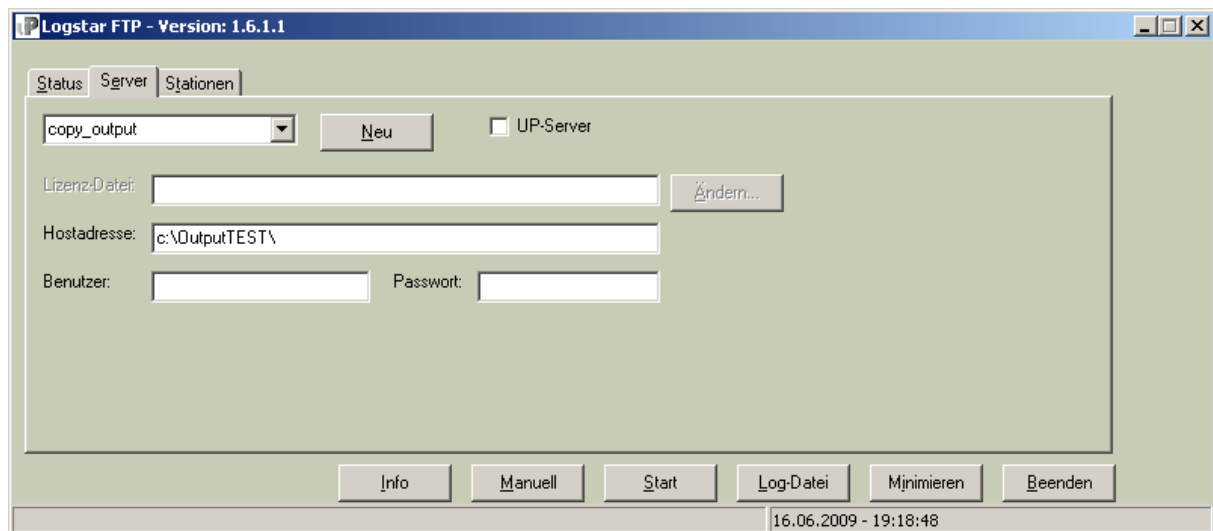 Logstar FTP - Version: 1.6.1.1
Status Server Stationen
copy_output Neu UP-Server
Lizenz-Datei: Ändern...
Hostadresse: c:\OutputTEST\
Benutzer: Passwort:
Info Manuell Start Log-Datei Minimieren Beenden
16.06.2009 - 19:18:48